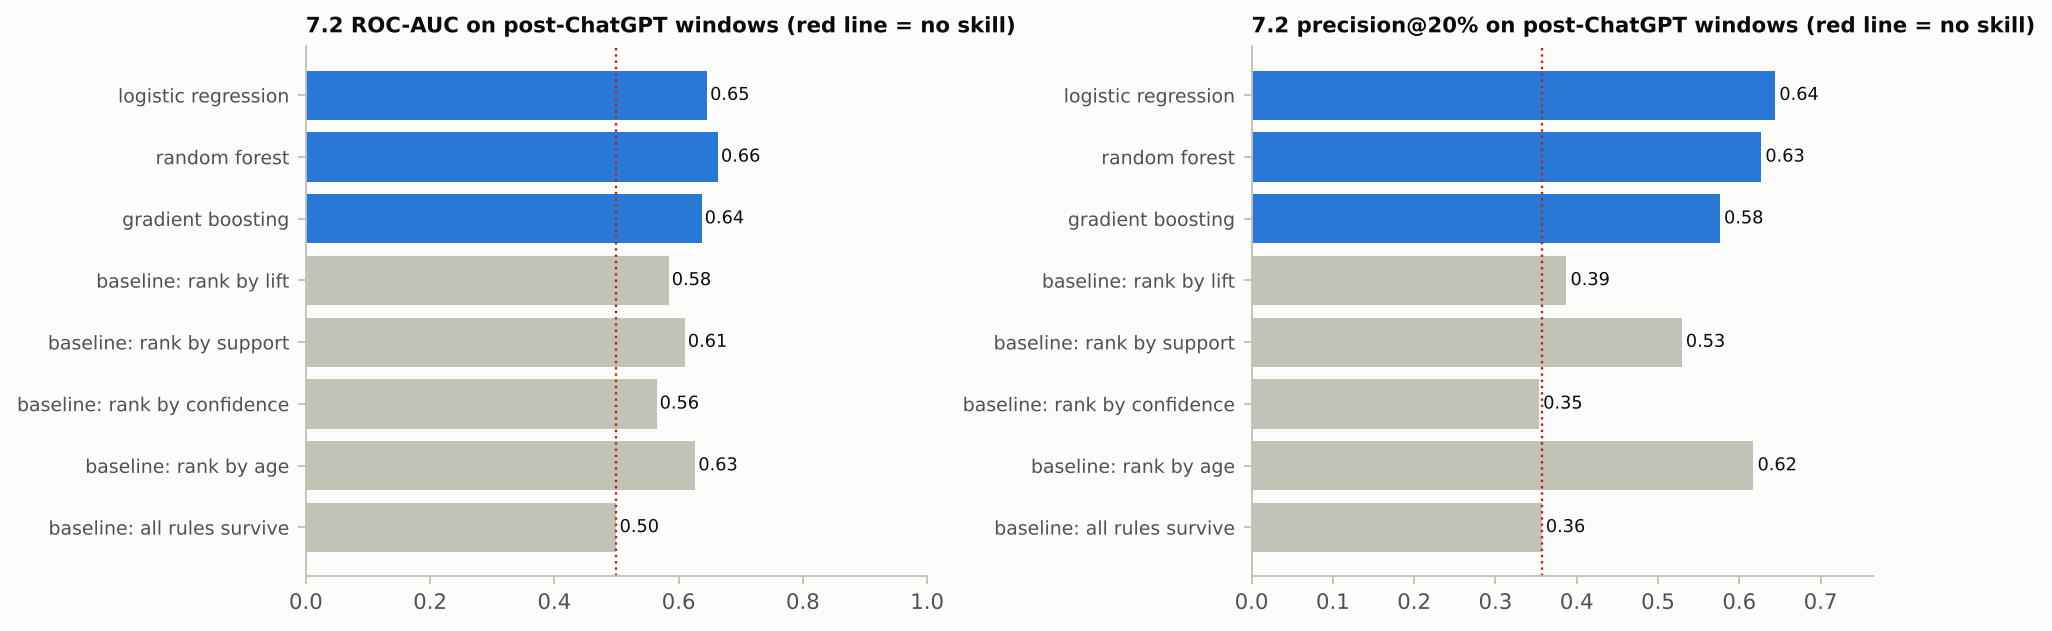 7.2 ROC-AUC on post-ChatGPT windows (red line = no skill)
logistic regression 0.65
random forest 0.66
gradient boosting 0.64
baseline: rank by lift 0.58
baseline: rank by support 0.61
baseline: rank by confidence 0.56
baseline: rank by age 0.63
baseline: all rules survive 0.50
0.0 0.2 0.4 0.6 0.8 1.0
7.2 precision@20% on post-ChatGPT windows (red line = no skill)
logistic regression 0.64
random forest 0.63
gradient boosting 0.58
baseline: rank by lift 0.39
baseline: rank by support 0.53
baseline: rank by confidence 0.35
baseline: rank by age 0.62
baseline: all rules survive 0.36
0.0 0.1 0.2 0.3 0.4 0.5 0.6 0.7